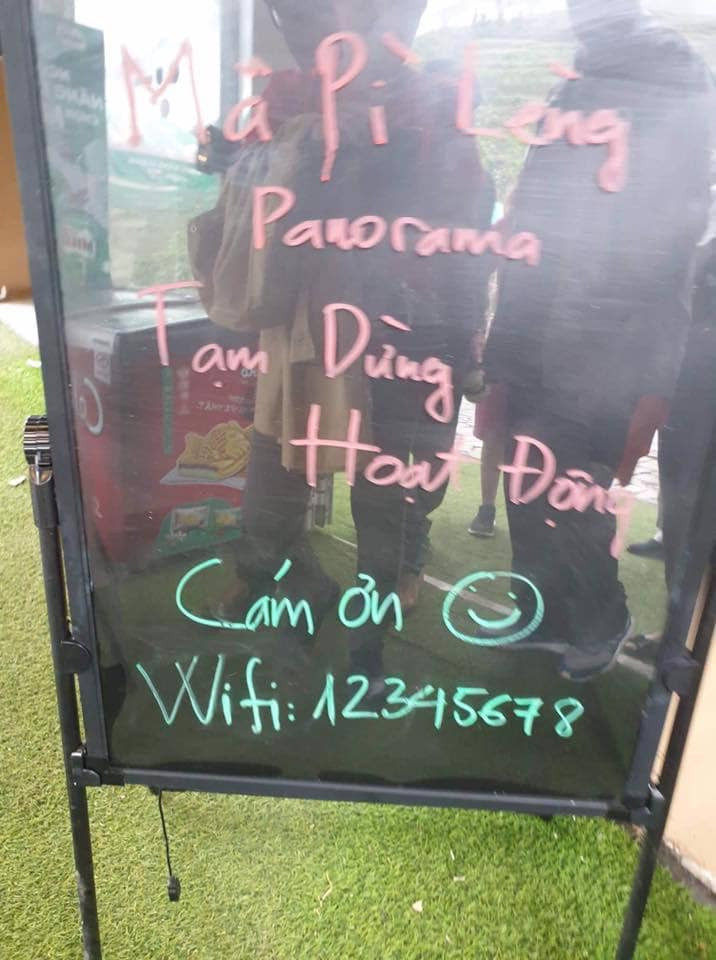 Mã Pì Lèng
Panorama
Tạm Dừng
Hoạt Động
Cám ơn
Wifi: 12345678